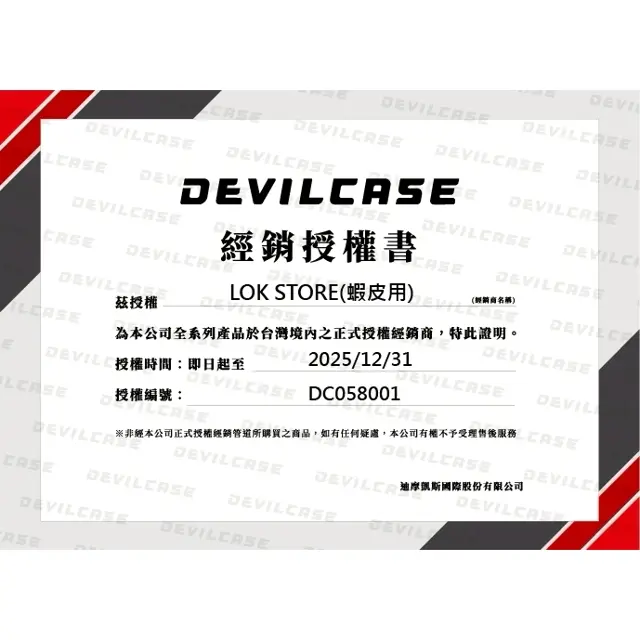 DEVILCASE
經銷授權書
茲授權 LOK STORE(蝦皮用) (經銷商名稱)
為本公司全系列產品於台灣境內之正式授權經銷商，特此證明。
授權時間：即日起至 2025/12/31
授權編號： DC058001
※非經本公司正式授權經銷管道所購買之商品，如有任何疑慮，本公司有權不予受理售後服務
迪摩凱斯國際股份有限公司